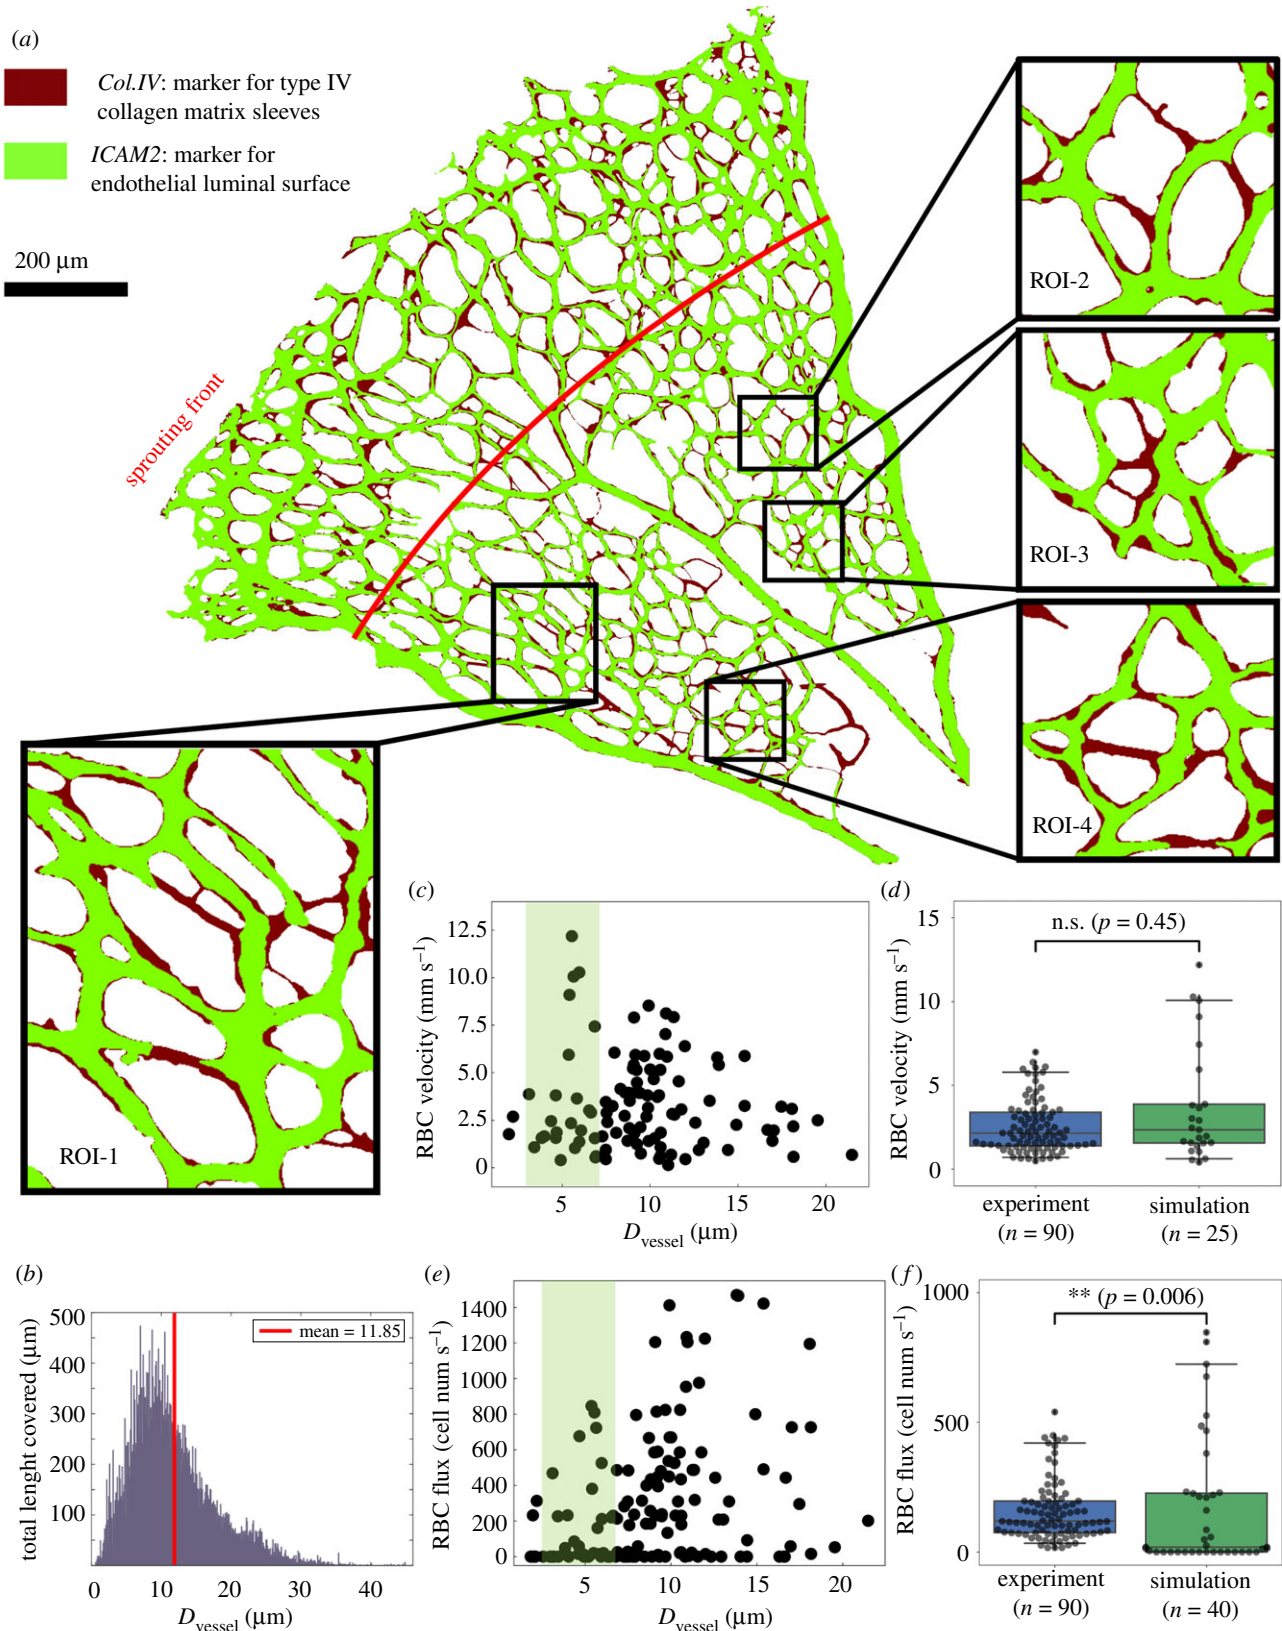 (a)
Col.IV: marker for type IV
collagen matrix sleeves
ICAM2: marker for
endothelial luminal surface
200 µm
sprouting front
ROI-2
ROI-3
ROI-4
ROI-1
(c)
RBC velocity (mm s⁻¹)
12.5
10.0
7.5
5.0
2.5
0
5
10
15
20
D_vessel (µm)
(d)
RBC velocity (mm s⁻¹)
15
10
5
0
n.s. (p = 0.45)
experiment
(n = 90)
simulation
(n = 25)
(b)
total lenght covered (µm)
500
400
300
200
100
mean = 11.85
0
10
20
30
40
D_vessel (µm)
(e)
RBC flux (cell num s⁻¹)
1400
1200
1000
800
600
400
200
0
5
10
15
20
D_vessel (µm)
(f)
RBC flux (cell num s⁻¹)
1000
500
0
** (p = 0.006)
experiment
(n = 90)
simulation
(n = 40)